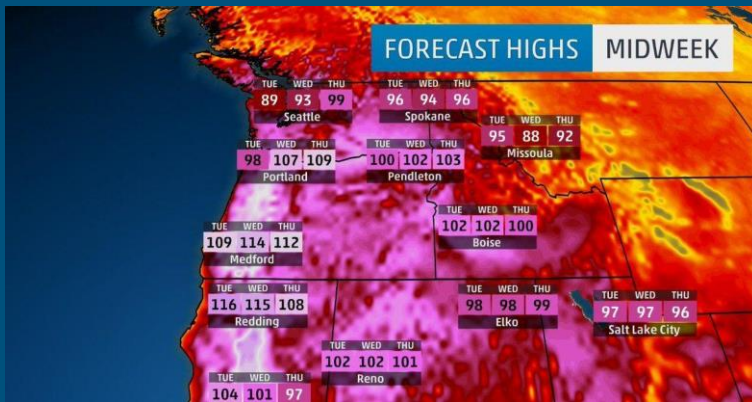 FORECAST HIGHS MIDWEEK
TUE WED THU
89 93 99
Seattle
TUE WED THU
96 94 96
Spokane
TUE WED THU
95 88 92
Missoula
TUE WED THU
98 107 109
Portland
TUE WED THU
100 102 103
Pendleton
TUE WED THU
109 114 112
Medford
TUE WED THU
102 102 100
Boise
TUE WED THU
116 115 108
Redding
TUE WED THU
98 98 99
Elko
TUE WED THU
97 97 96
Salt Lake City
TUE WED THU
102 102 101
Reno
TUE WED THU
104 101 97